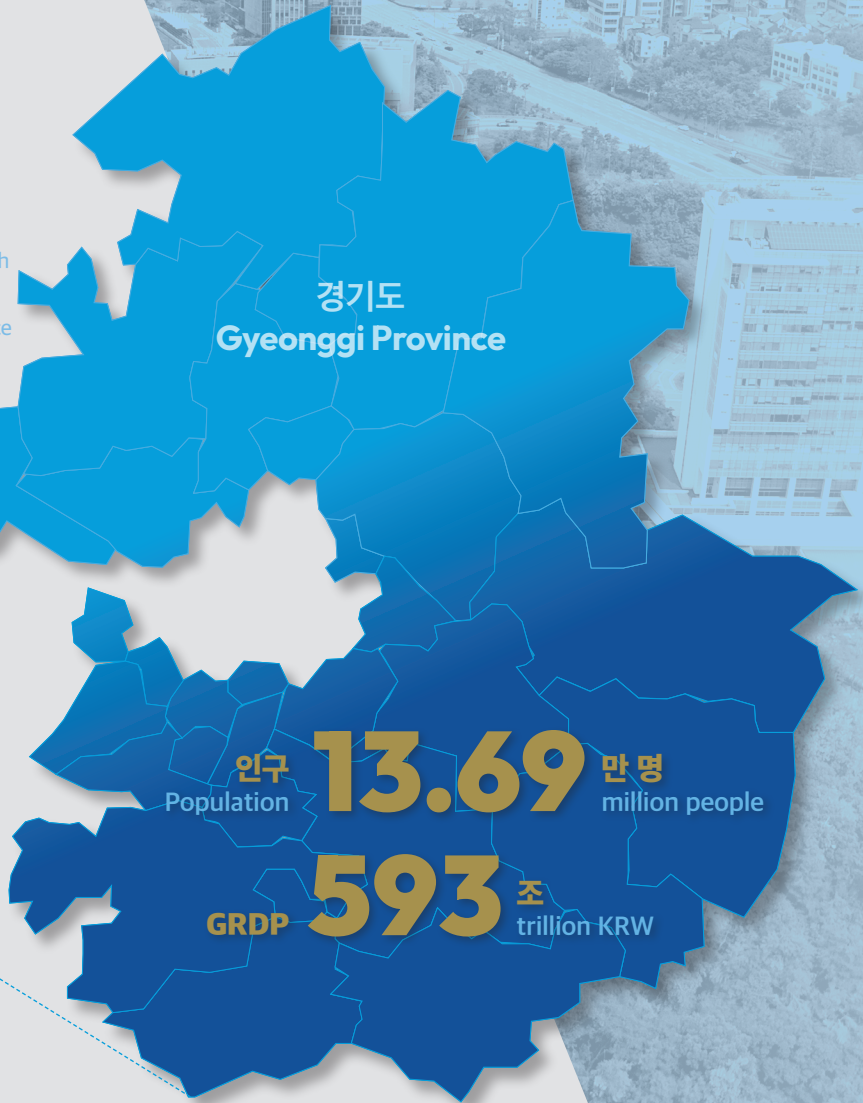 경기도
Gyeonggi Province
인구 13.69 만 명
Population million people
593 조
GRDP trillion KRW